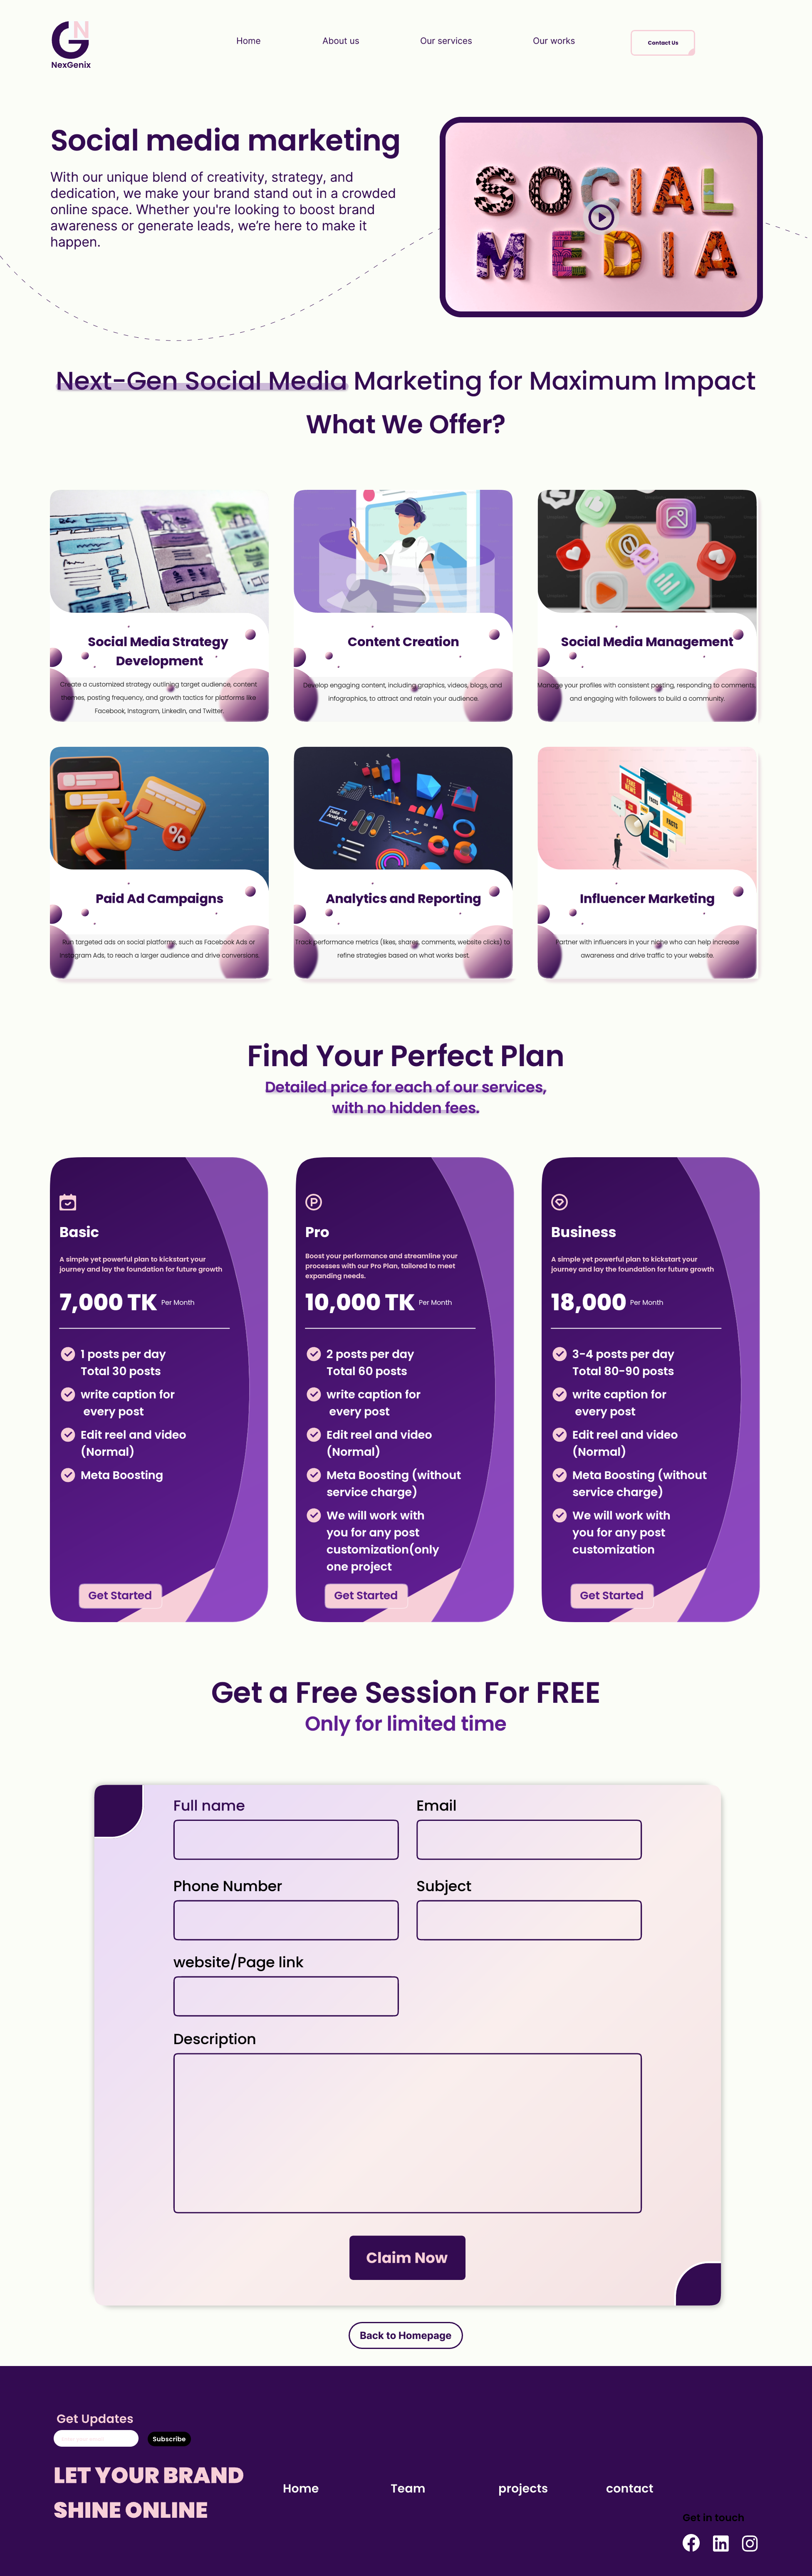 GN
NexGenix
Home
About us
Our services
Our works
Contact Us
Social media marketing
With our unique blend of creativity, strategy, and
dedication, we make your brand stand out in a crowded
online space. Whether you're looking to boost brand
awareness or generate leads, we're here to make it
happen.
SOCIAL
MEDIA
Next-Gen Social Media Marketing for Maximum Impact
What We Offer?
Social Media Strategy
Development
Create a customized strategy outlining target audience, content
themes, posting frequency, and growth tactics for platforms like
Facebook, Instagram, LinkedIn, and Twitter.
Content Creation
Develop engaging content, including graphics, videos, blogs, and
infographics, to attract and retain your audience.
Social Media Management
Manage your profiles with consistent posting, responding to comments,
and engaging with followers to build a community.
Paid Ad Campaigns
Run targeted ads on social platforms, such as Facebook Ads or
Instagram Ads, to reach a larger audience and drive conversions.
Data
Analytics
Analytics and Reporting
Track performance metrics (likes, shares, comments, website clicks) to
refine strategies based on what works best.
FAKE
NEWS
FACTS
FAKE
NEWS
FACTS
Influencer Marketing
Partner with influencers in your niche who can help increase
awareness and drive traffic to your website.
Find Your Perfect Plan
Detailed price for each of our services,
with no hidden fees.
Basic
A simple yet powerful plan to kickstart your
journey and lay the foundation for future growth
7,000 TK Per Month
1 posts per day
Total 30 posts
write caption for
every post
Edit reel and video
(Normal)
Meta Boosting
Get Started
P
Pro
Boost your performance and streamline your
processes with our Pro Plan, tailored to meet
expanding needs.
10,000 TK Per Month
2 posts per day
Total 60 posts
write caption for
every post
Edit reel and video
(Normal)
Meta Boosting (without
service charge)
We will work with
you for any post
customization(only
one project
Get Started
Business
A simple yet powerful plan to kickstart your
journey and lay the foundation for future growth
18,000 Per Month
3-4 posts per day
Total 80-90 posts
write caption for
every post
Edit reel and video
(Normal)
Meta Boosting (without
service charge)
We will work with
you for any post
customization
Get Started
Get a Free Session For FREE
Only for limited time
Full name
Email
Phone Number
Subject
website/Page link
Description
Claim Now
Back to Homepage
Get Updates
Subscribe
LET YOUR BRAND
SHINE ONLINE
Home
Team
projects
contact
Get in touch